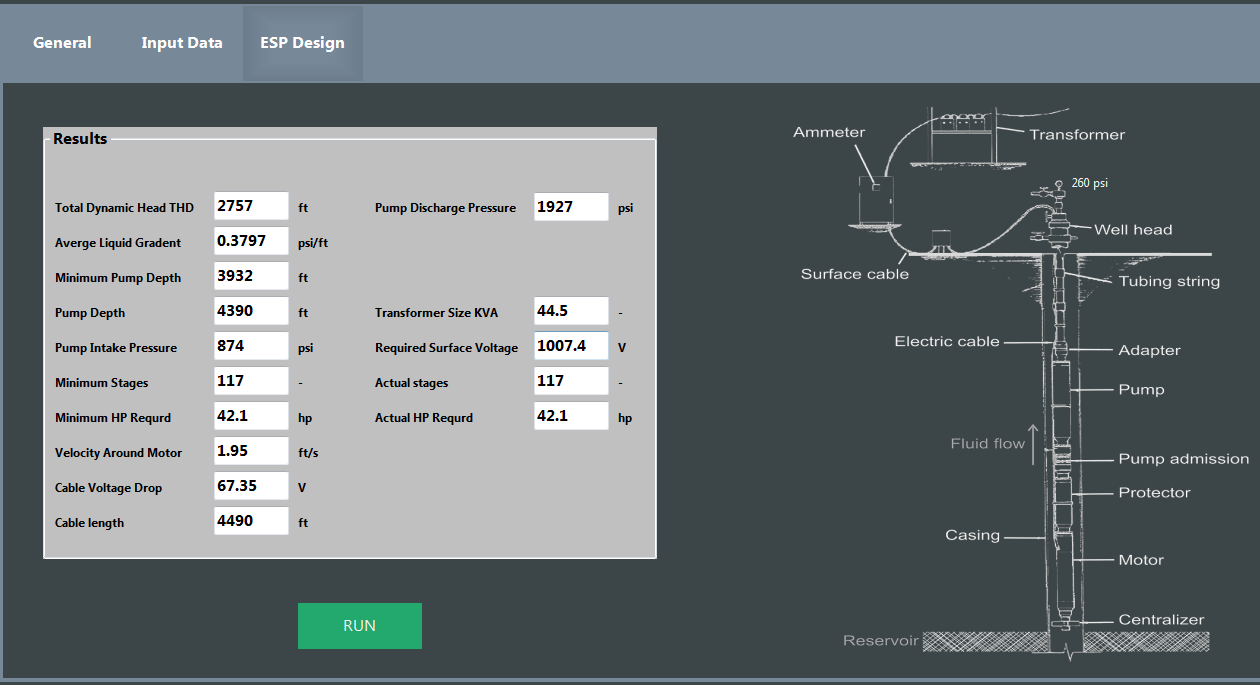 General Input Data ESP Design
Results
Total Dynamic Head THD 2757 ft Pump Discharge Pressure 1927 psi
Averge Liquid Gradent 0.3797 psi/ft
Minimum Pump Depth 3932 ft
Pump Depth 4390 ft Transformer Size KVA 44.5 -
Pump Intake Pressure 874 psi Required Surface Voltage 1007.4 V
Minimum Stages 117 - Actual stages 117 -
Minimum HP Requrd 42.1 hp Actual HP Requrd 42.1 hp
Velocity Around Motor 1.95 ft/s
Cable Voltage Drop 67.35 V
Cable length 4490 ft
RUN
Ammeter
Transformer
260 psi
Well head
Surface cable
Tubing string
Electric cable
Adapter
Pump
Fluid flow
Pump admission
Protector
Casing
Motor
Centralizer
Reservoir